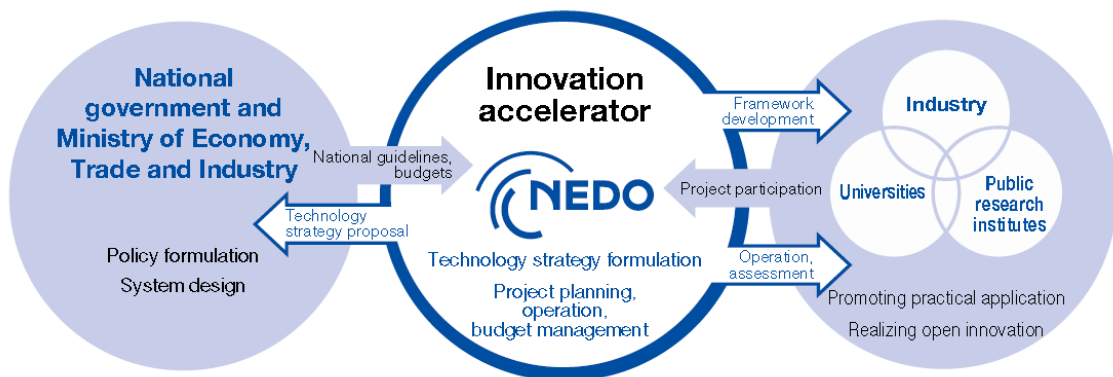 National
government and
Ministry of Economy,
Trade and Industry
Policy formulation
System design
National guidelines,
budgets
Technology
strategy proposal
Innovation
accelerator
NEDO
Technology strategy formulation
Project planning,
operation,
budget management
Framework
development
Project participation
Operation,
assessment
Industry
Universities
Public
research
institutes
Promoting practical application
Realizing open innovation